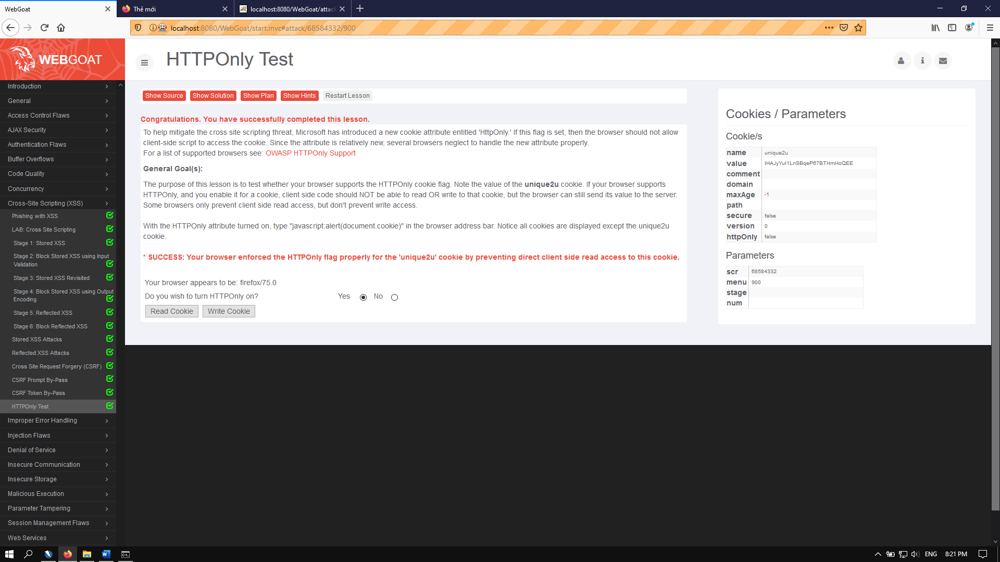 WebGoat
Thẻ mới
localhost:8080/WebGoat/attac
localhost:8080/WebGoat/start.mvc#attack/68584332/900
WEBGOAT
HTTPOnly Test
Introduction
General
Access Control Flaws
AJAX Security
Authentication Flaws
Buffer Overflows
Code Quality
Concurrency
Cross-Site Scripting (XSS)
Phishing with XSS
LAB: Cross Site Scripting
Stage 1: Stored XSS
Stage 2: Block Stored XSS using Input
Validation
Stage 3: Stored XSS Revisited
Stage 4: Block Stored XSS using Output
Encoding
Stage 5: Reflected XSS
Stage 6: Block Reflected XSS
Stored XSS Attacks
Reflected XSS Attacks
Cross Site Request Forgery (CSRF)
CSRF Prompt By-Pass
CSRF Token By-Pass
HTTPOnly Test
Improper Error Handling
Injection Flaws
Denial of Service
Insecure Communication
Insecure Storage
Malicious Execution
Parameter Tampering
Session Management Flaws
Web Services
Show Source Show Solution Show Plan Show Hints Restart Lesson
Congratulations. You have successfully completed this lesson.
To help mitigate the cross site scripting threat, Microsoft has introduced a new cookie attribute entitled 'HttpOnly.' If this flag is set, then the browser should not allow
client-side script to access the cookie. Since the attribute is relatively new, several browsers neglect to handle the new attribute properly.
For a list of supported browsers see: OWASP HTTPOnly Support
General Goal(s):
The purpose of this lesson is to test whether your browser supports the HTTPOnly cookie flag. Note the value of the unique2u cookie. If your browser supports
HTTPOnly, and you enable it for a cookie, client side code should NOT be able to read OR write to that cookie, but the browser can still send its value to the server.
Some browsers only prevent client side read access, but don't prevent write access.
With the HTTPOnly attribute turned on, type "javascript:alert(document.cookie)" in the browser address bar. Notice all cookies are displayed except the unique2u
cookie.
* SUCCESS: Your browser enforced the HTTPOnly flag properly for the 'unique2u' cookie by preventing direct client side read access to this cookie.
Your browser appears to be: firefox/75.0
Do you wish to turn HTTPOnly on? Yes No
Read Cookie Write Cookie
Cookies / Parameters
Cookie/s
name unique2u
value IHAJyYuI1LnSBqeP67BTHmHoQEE
comment
domain
maxAge -1
path
secure false
version 0
httpOnly false
Parameters
scr 68584332
menu 900
stage
num
ENG 8:21 PM